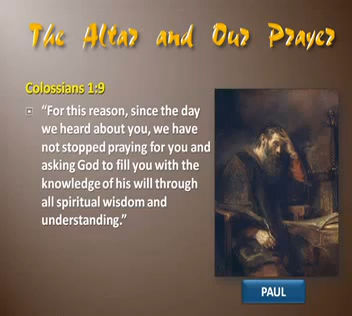 The Altar and Our Prayer
Colossians 1:9
“For this reason, since the day
we heard about you, we have
not stopped praying for you and
asking God to fill you with the
knowledge of his will through
all spiritual wisdom and
understanding.”
PAUL